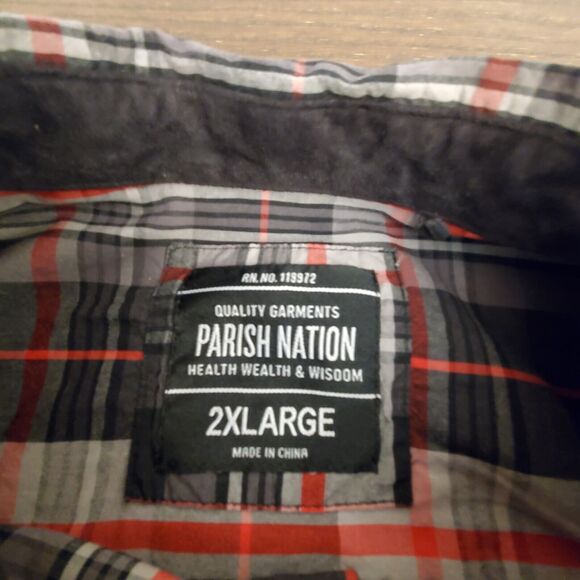 RN. NO. 119972
QUALITY GARMENTS
PARISH NATION
HEALTH WEALTH & WISDOM
2XLARGE
MADE IN CHINA